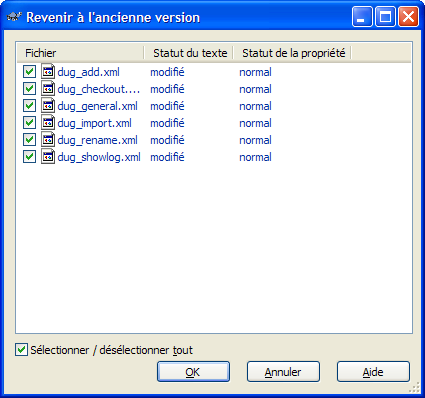 Revenir à l'ancienne version
Fichier Statut du texte Statut de la propriété
dug_add.xml modifié normal
dug_checkout.... modifié normal
dug_general.xml modifié normal
dug_import.xml modifié normal
dug_rename.xml modifié normal
dug_showlog.xml modifié normal
Sélectionner / désélectionner tout
OK Annuler Aide